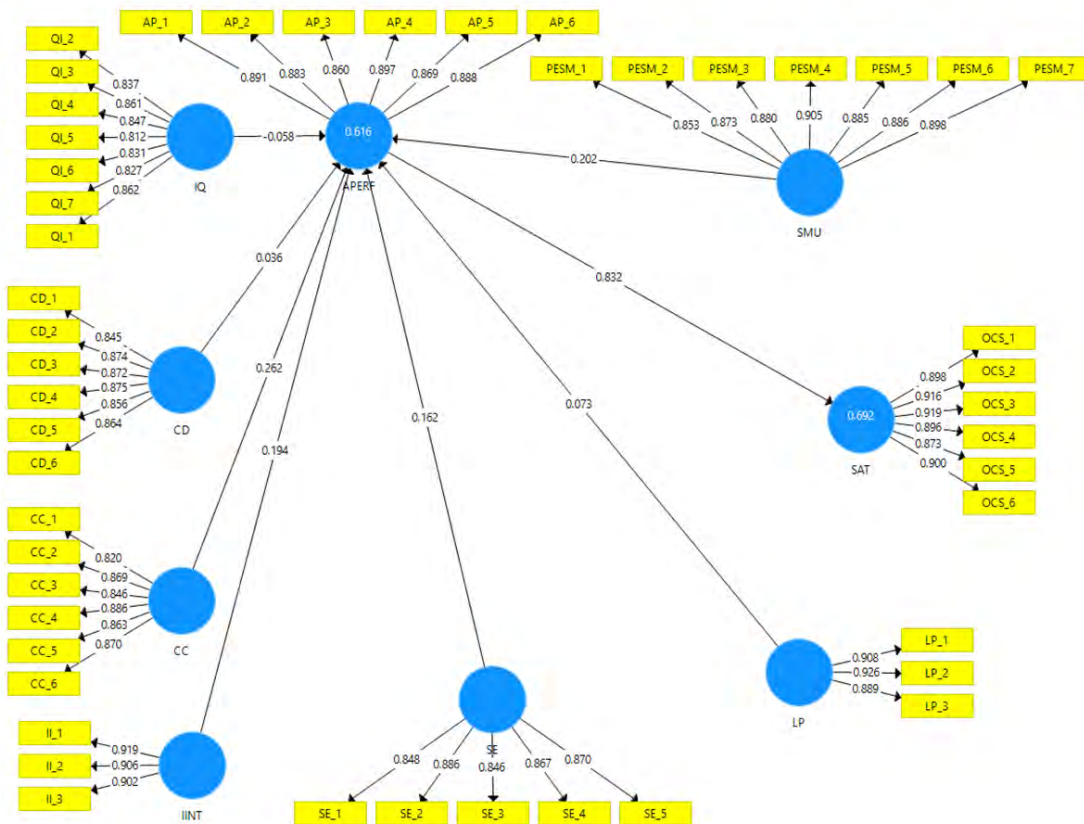 AP_1 AP_2 AP_3 AP_4 AP_5 AP_6
0.891 0.883 0.860 0.897 0.869 0.888
QI_2
QI_3
QI_4
QI_5
QI_6
QI_7
QI_1
0.837
0.861
0.847
0.812
0.831
0.827
0.862
IQ
-0.058
0.616
APERF
PESM_1 PESM_2 PESM_3 PESM_4 PESM_5 PESM_6 PESM_7
0.853 0.873 0.880 0.905 0.885 0.886 0.898
SMU
0.202
CD_1
CD_2
CD_3
CD_4
CD_5
CD_6
0.845
0.874
0.872
0.875
0.856
0.864
CD
0.036
0.262
0.194
0.162
0.073
0.832
0.692
SAT
0.898
0.916
0.919
0.896
0.873
0.900
OCS_1
OCS_2
OCS_3
OCS_4
OCS_5
OCS_6
CC_1
CC_2
CC_3
CC_4
CC_5
CC_6
0.820
0.869
0.846
0.886
0.863
0.870
CC
II_1
II_2
II_3
0.919
0.906
0.902
IINT
SE
0.848 0.886 0.846 0.867 0.870
SE_1 SE_2 SE_3 SE_4 SE_5
LP
0.908
0.926
0.889
LP_1
LP_2
LP_3